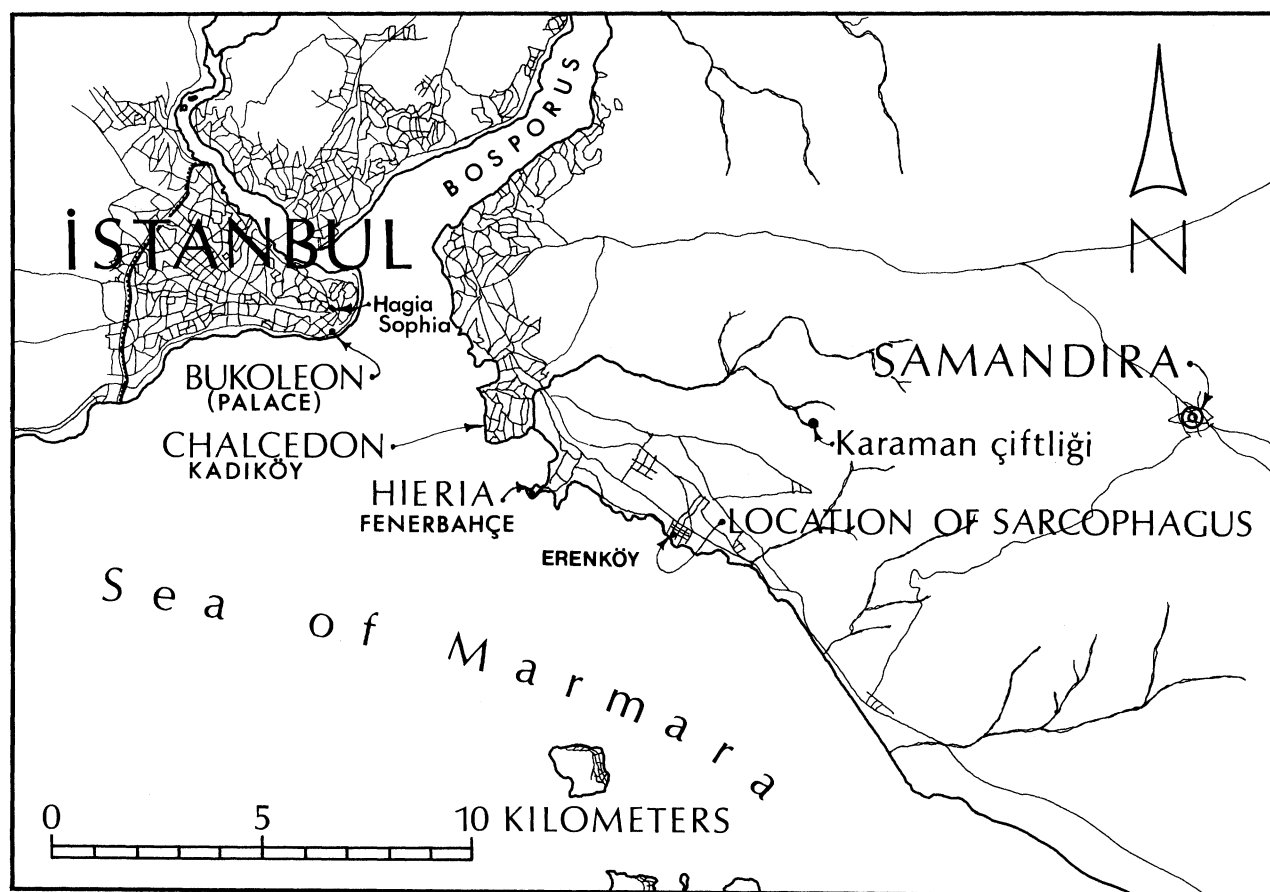 BOSPORUS
N
İSTANBUL
Hagia
Sophia
BUKOLEON
(PALACE)
SAMANDIRA
CHALCEDON
KADIKÖY
Karaman çiftliği
HIERIA
FENERBAHÇE
LOCATION OF SARCOPHAGUS
ERENKÖY
Sea of Marmara
0 5 10 KILOMETERS